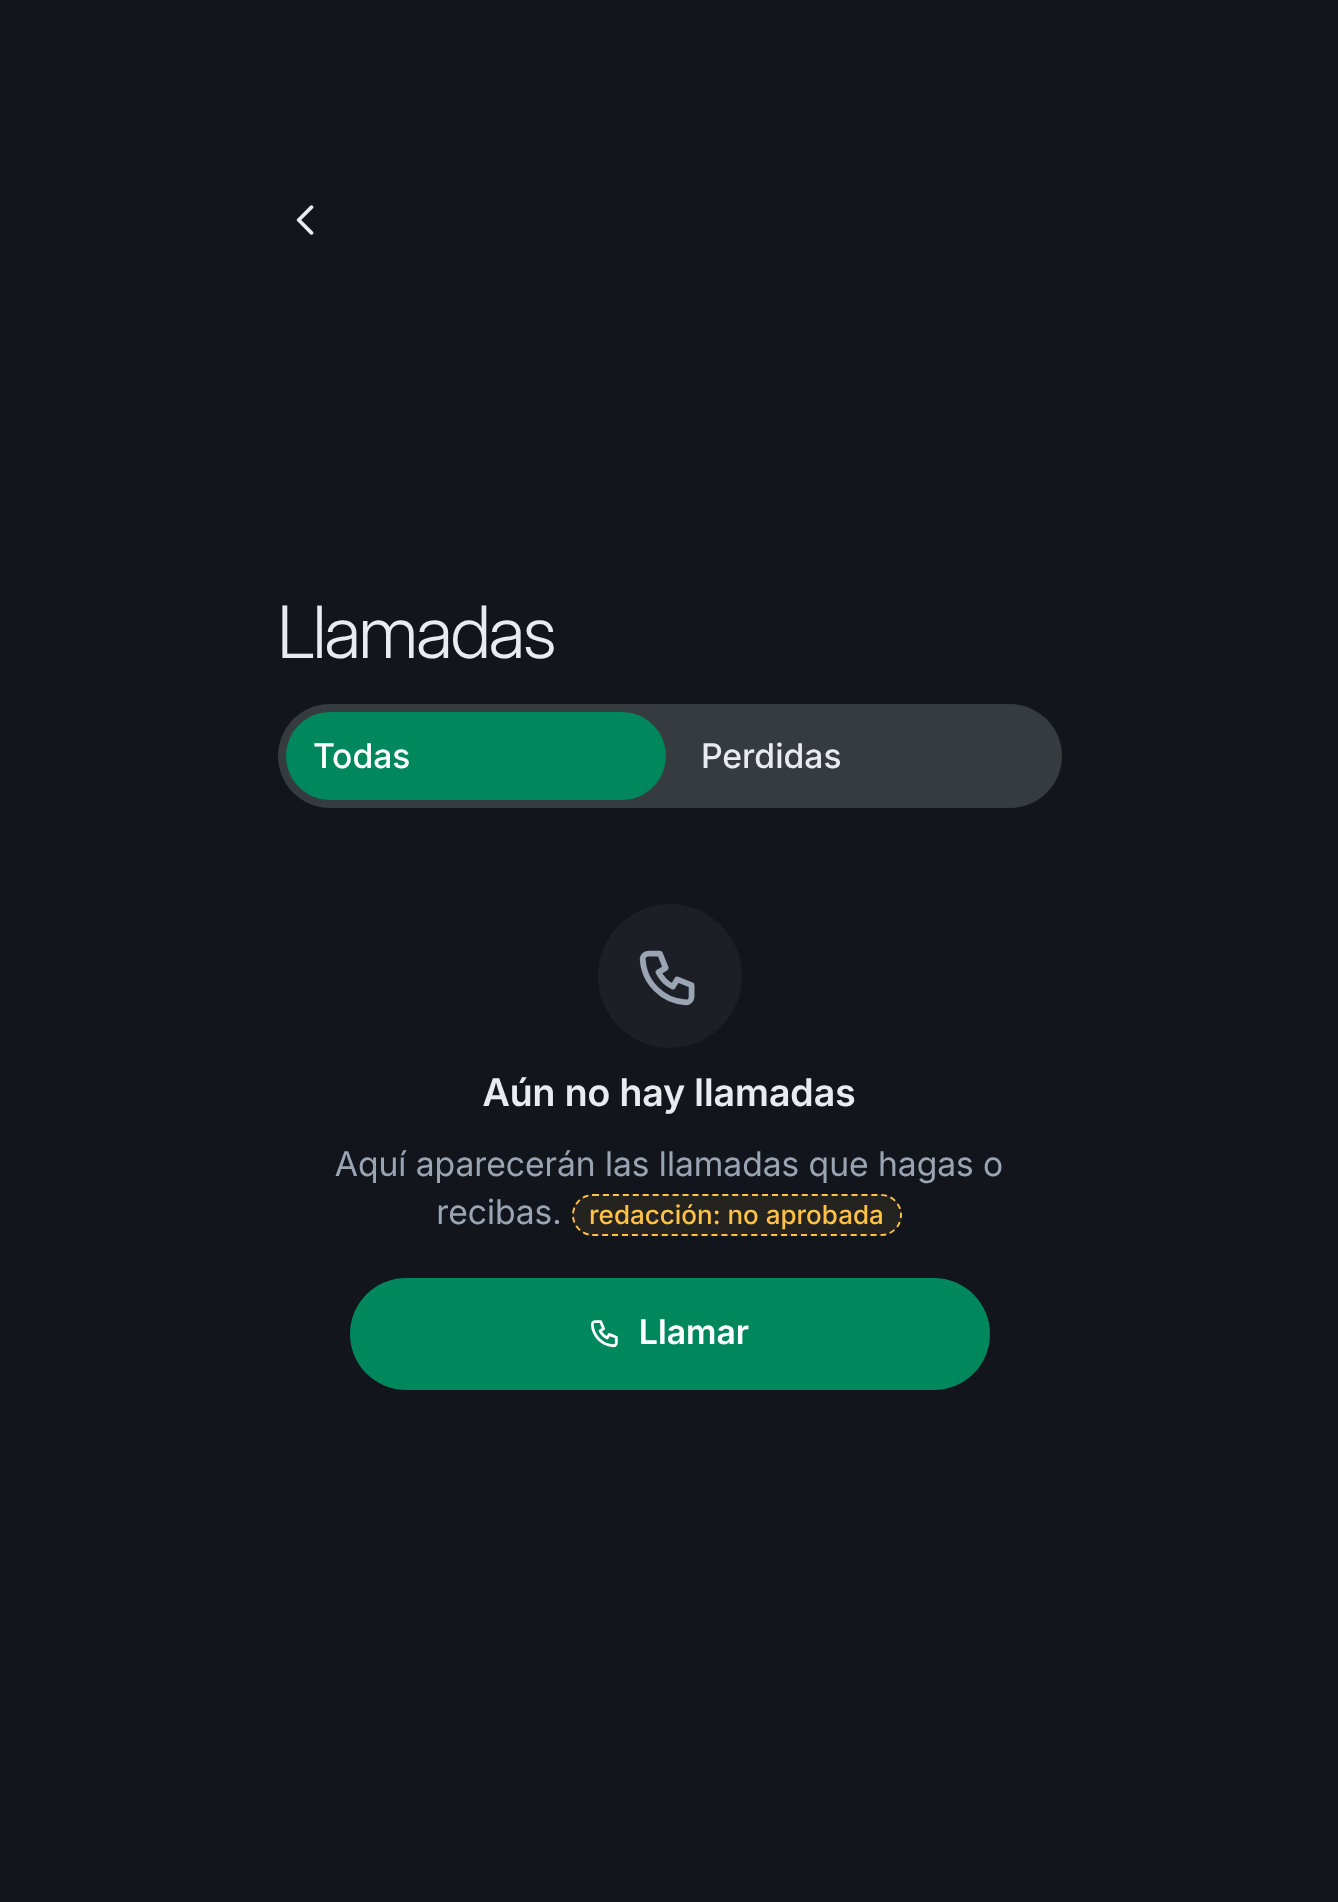 Llamadas
Todas
Perdidas
Aún no hay llamadas
Aquí aparecerán las llamadas que hagas o
recibas. redacción: no aprobada
Llamar